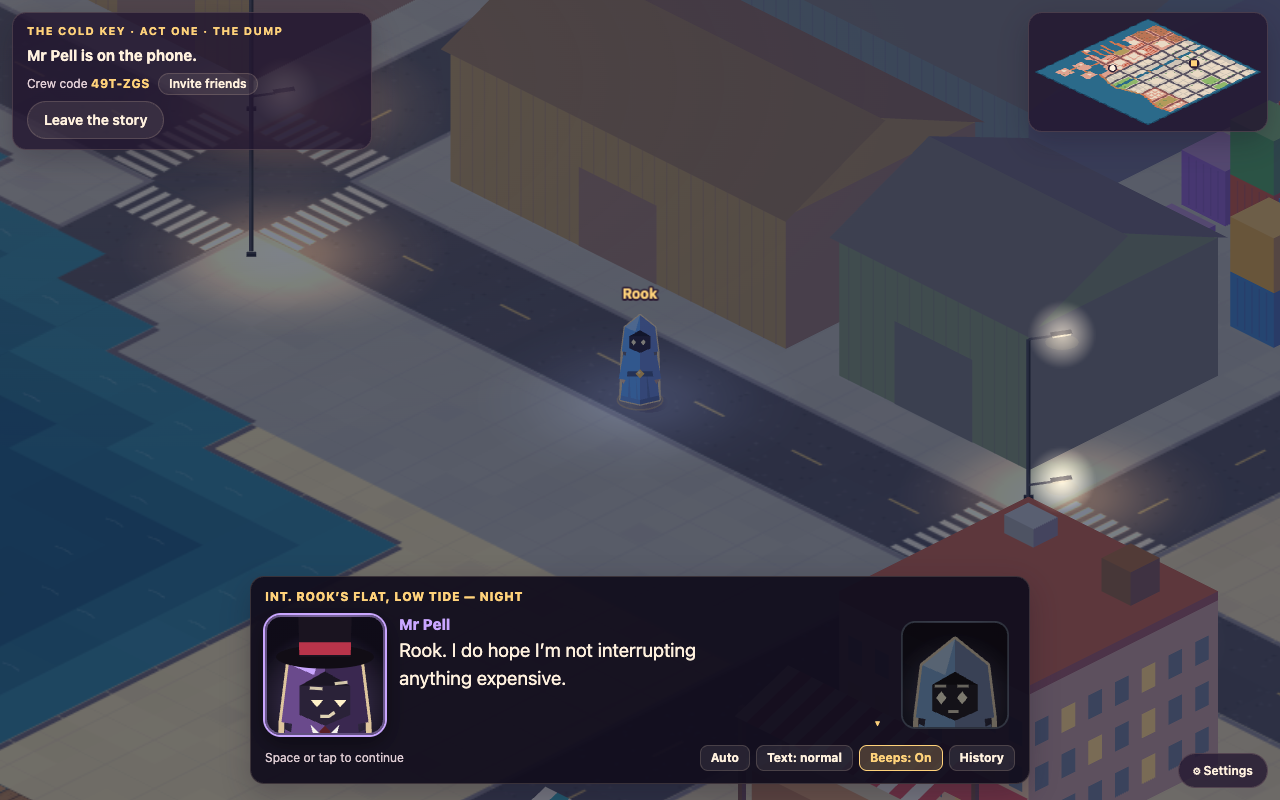 THE COLD KEY · ACT ONE · THE DUMP
Mr Pell is on the phone.
Crew code 49T-ZGS Invite friends
Leave the story
Rook
INT. ROOK’S FLAT, LOW TIDE — NIGHT
Mr Pell
Rook. I do hope I’m not interrupting
anything expensive.
Space or tap to continue
Auto Text: normal Beeps: On History
Settings